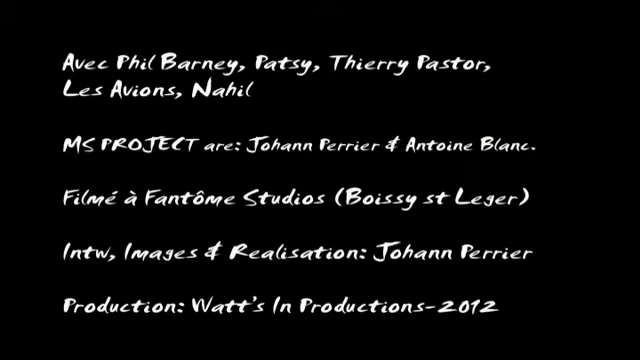 Avec Phil Barney, Patsy, Thierry Pastor,
Les Avions, Nahil
MS PROJECT are: Johann Perrier & Antoine Blanc.
Filmé à Fantôme Studios (Boissy st Leger)
Intw, Images & Realisation: Johann Perrier
Production: Watt's In Productions-2012